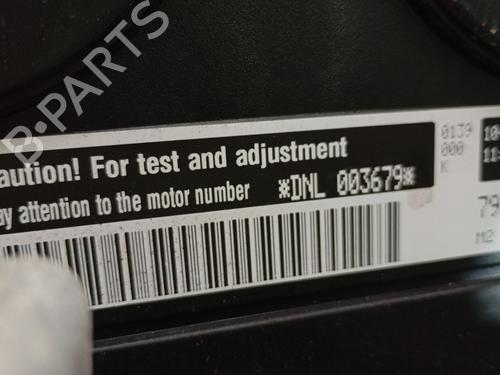 B-PARTS
aution! For test and adjustment
ay attention to the motor number *DNL 003679*
0139
000
K
10
11
79
M2